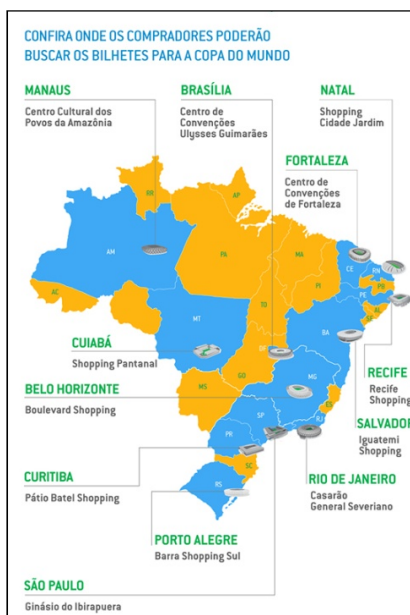 CONFIRA ONDE OS COMPRADORES PODERÃO
BUSCAR OS BILHETES PARA A COPA DO MUNDO
MANAUS
Centro Cultural dos
Povos da Amazônia
BRASÍLIA
Centro de
Convenções
Ulysses Guimarães
NATAL
Shopping
Cidade Jardim
FORTALEZA
Centro de
Convenções
de Fortaleza
RR
AP
AM
PA
MA
CE
RN
PI
PB
PE
AC
TO
AL
SE
MT
BA
DF
CUIABÁ
Shopping Pantanal
GO
MG
RECIFE
Recife
Shopping
BELO HORIZONTE
Boulevard Shopping
MS
ES
SP
RJ
SALVADOR
Iguatemi
Shopping
PR
CURITIBA
Pátio Batel Shopping
SC
RS
RIO DE JANEIRO
Casarão
General Severiano
PORTO ALEGRE
Barra Shopping Sul
SÃO PAULO
Ginásio do Ibirapuera